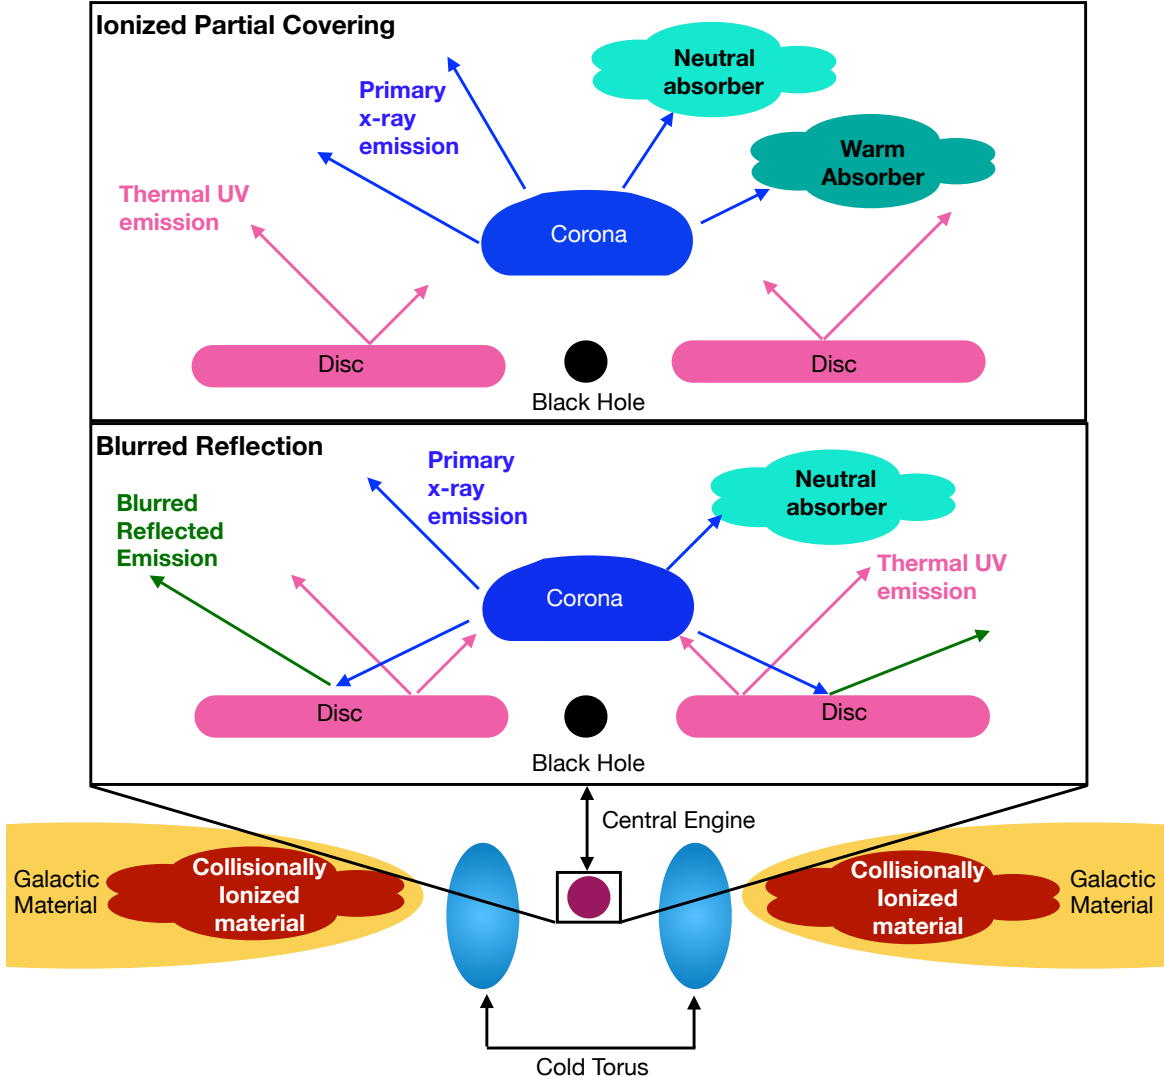 Ionized Partial Covering
Neutral
absorber
Primary
x-ray
emission
Warm
Absorber
Thermal UV
emission
Corona
Disc
Disc
Black Hole
Blurred Reflection
Primary
x-ray
emission
Neutral
absorber
Blurred
Reflected
Emission
Thermal UV
emission
Corona
Disc
Disc
Black Hole
Central Engine
Galactic
Material
Collisionally
Ionized
material
Collisionally
Ionized
material
Galactic
Material
Cold Torus